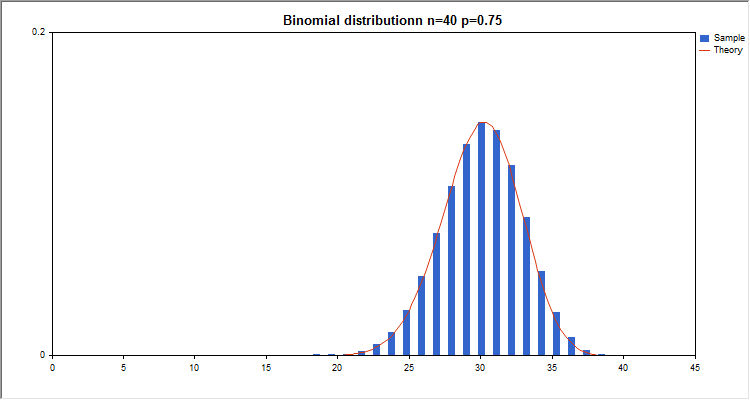 Binomial distributionn n=40 p=0.75
0.2
Sample
Theory
0
0 5 10 15 20 25 30 35 40 45